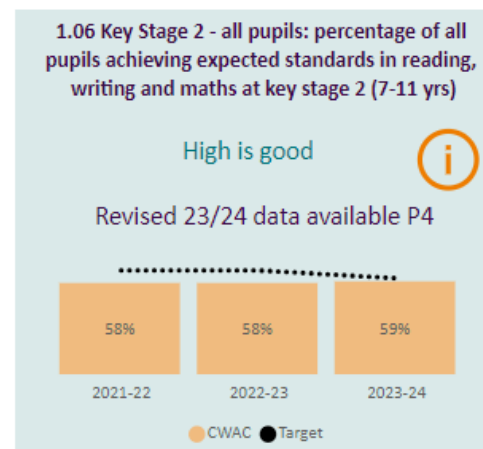 1.06 Key Stage 2 - all pupils: percentage of all
pupils achieving expected standards in reading,
writing and maths at key stage 2 (7-11 yrs)
High is good
i
Revised 23/24 data available P4
58% 58% 59%
2021-22 2022-23 2023-24
CWAC Target